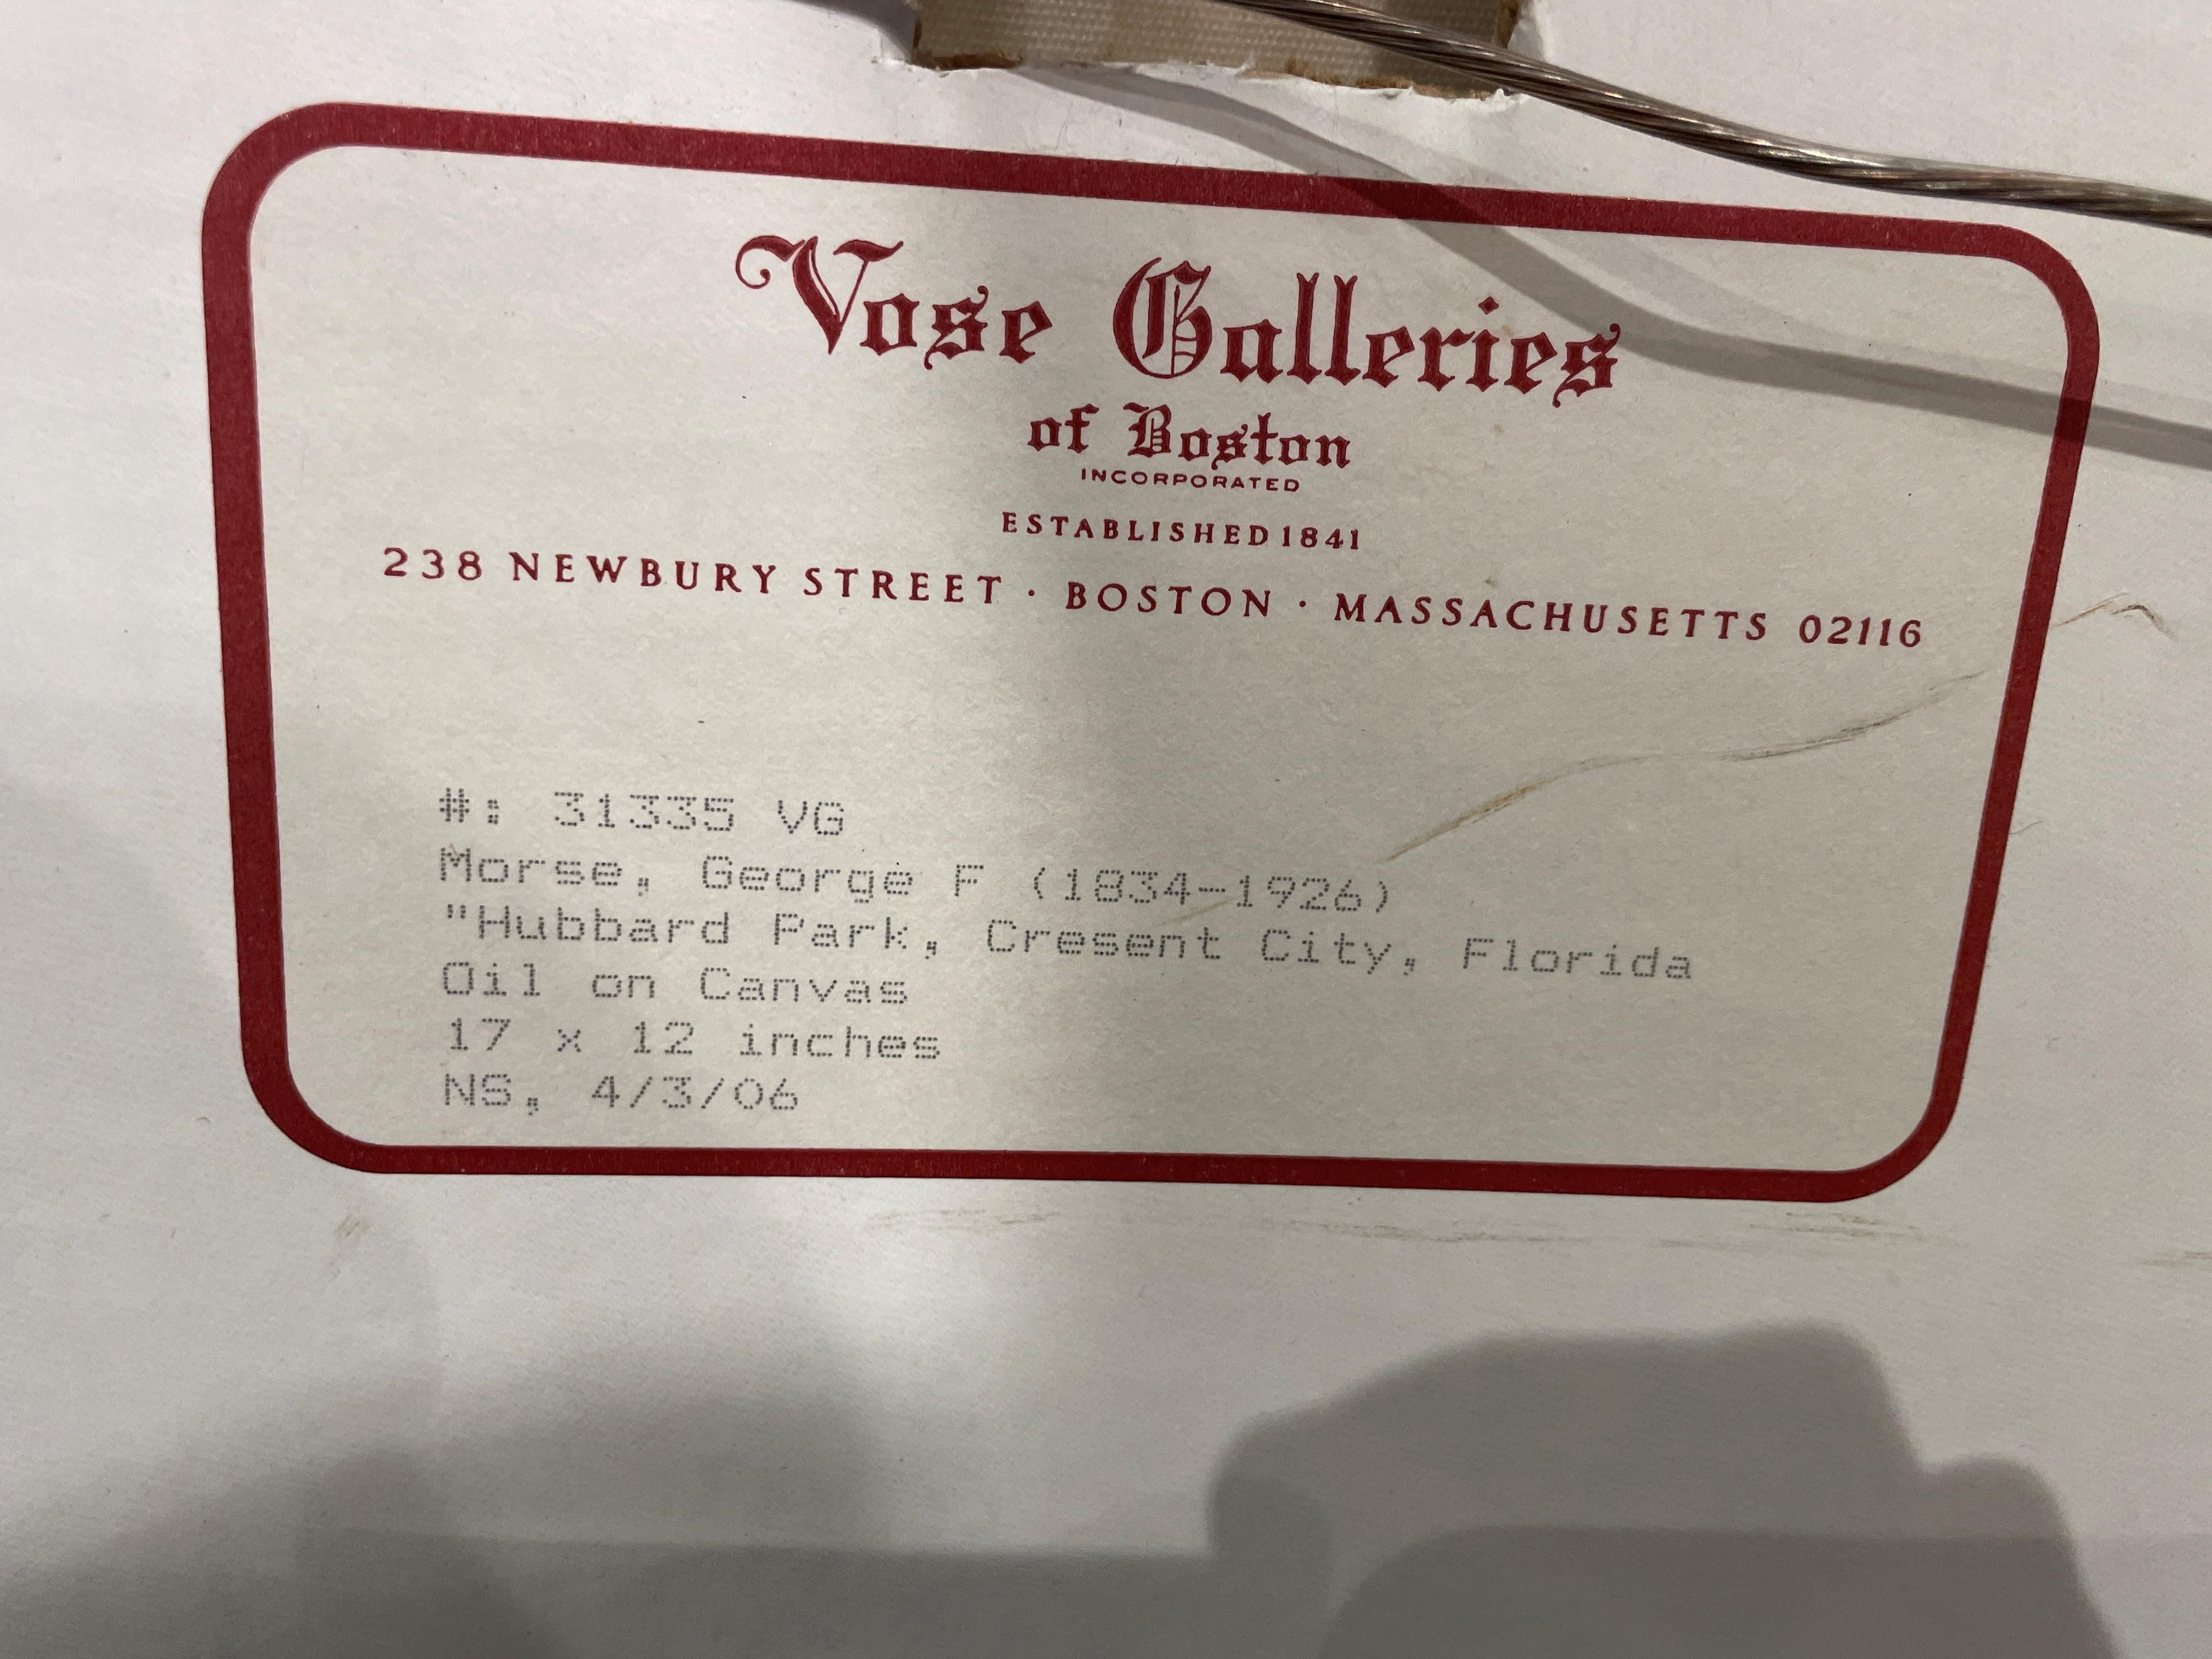 Vose Galleries
of Boston
INCORPORATED
ESTABLISHED 1841
238 NEWBURY STREET · BOSTON · MASSACHUSETTS 02116
#: 31335 VG
Morse, George F (1834-1926)
"Hubbard Park, Cresent City, Florida
Oil on Canvas
17 x 12 inches
NS, 4/3/06